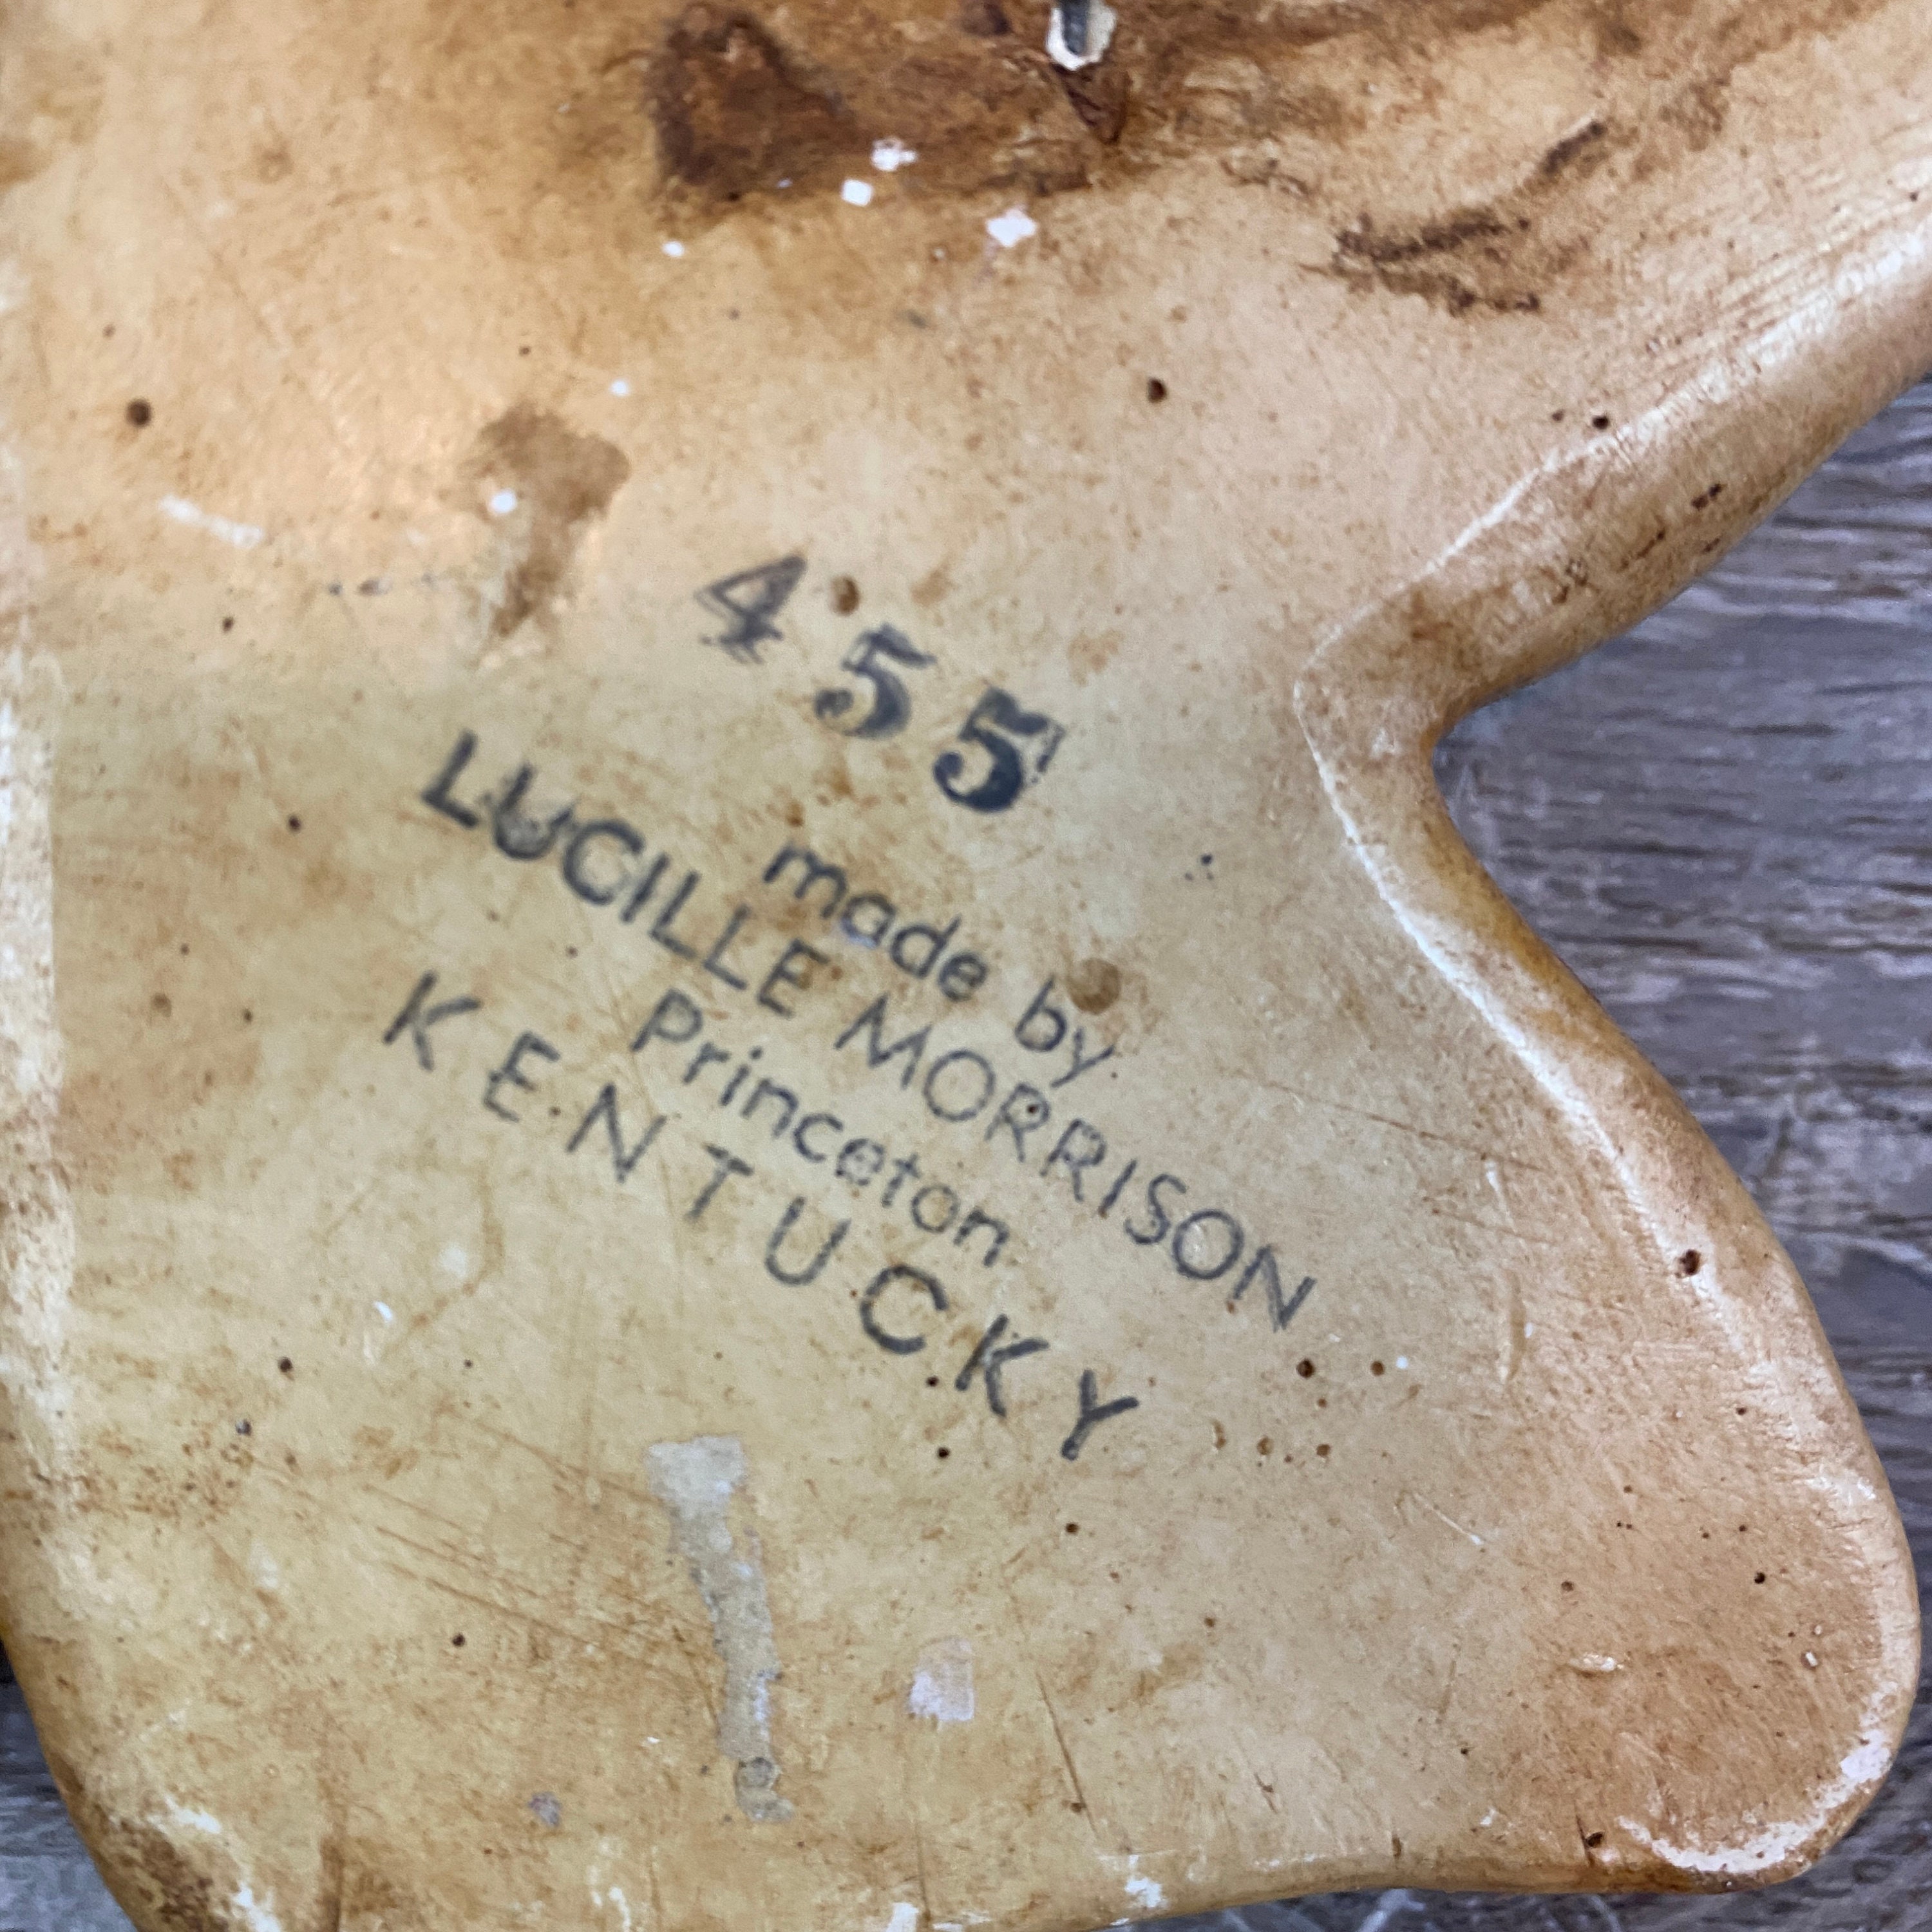 455
made by
LUCILLE MORRISON
Princeton
KENTUCKY